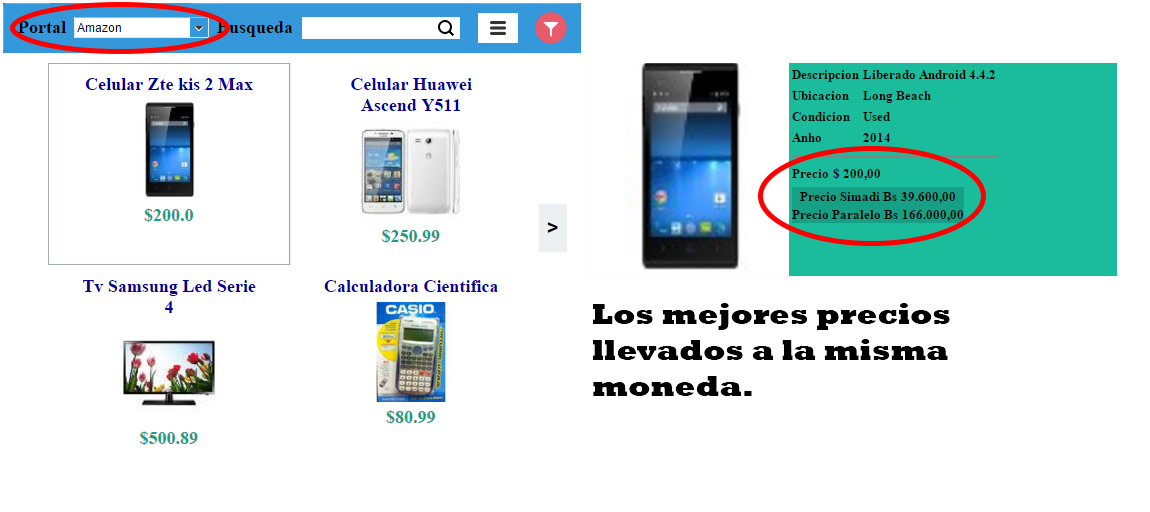 Portal Amazon Busqueda
Celular Zte kis 2 Max
$200.0
Celular Huawei
Ascend Y511
$250.99
>
Tv Samsung Led Serie
4
$500.89
Calculadora Cientifica
CASIO
$80.99
Descripcion Liberado Android 4.4.2
Ubicacion Long Beach
Condicion Used
Anho 2014
Precio $ 200,00
Precio Simadi Bs 39.600,00
Precio Paralelo Bs 166.000,00
Los mejores precios
llevados a la misma
moneda.